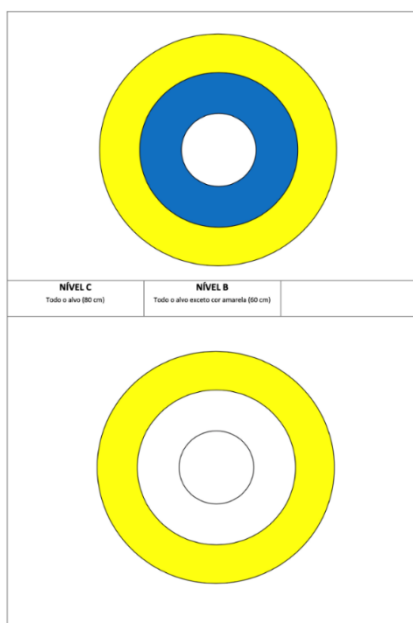 NÍVEL C
Todo o alvo (80 cm)
NÍVEL B
Todo o alvo exceto cor amarela (60 cm)